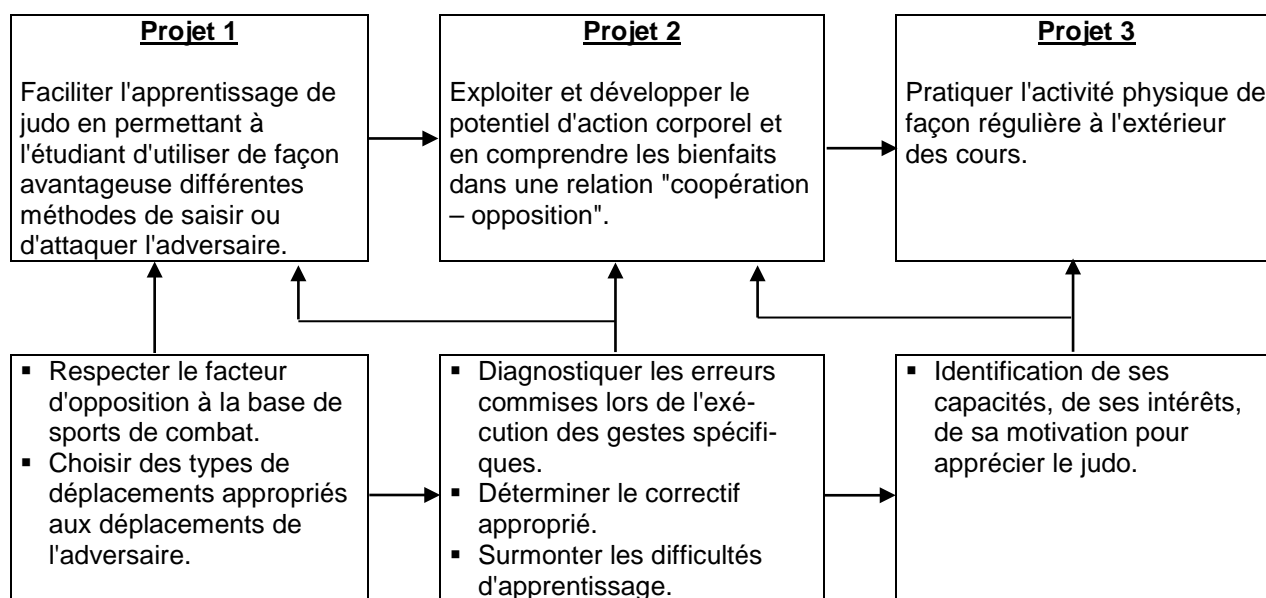 Projet 1
Faciliter l'apprentissage de
judo en permettant à
l'étudiant d'utiliser de façon
avantageuse différentes
méthodes de saisir ou
d'attaquer l'adversaire.
Projet 2
Exploiter et développer le
potentiel d'action corporel et
en comprendre les bienfaits
dans une relation "coopération
– opposition".
Projet 3
Pratiquer l'activité physique de
façon régulière à l'extérieur
des cours.
▪ Respecter le facteur
d'opposition à la base de
sports de combat.
▪ Choisir des types de
déplacements appropriés
aux déplacements de
l'adversaire.
▪ Diagnostiquer les erreurs
commises lors de l'exé-
cution des gestes spécifi-
ques.
▪ Déterminer le correctif
approprié.
▪ Surmonter les difficultés
d'apprentissage.
▪ Identification de ses
capacités, de ses intérêts,
de sa motivation pour
apprécier le judo.